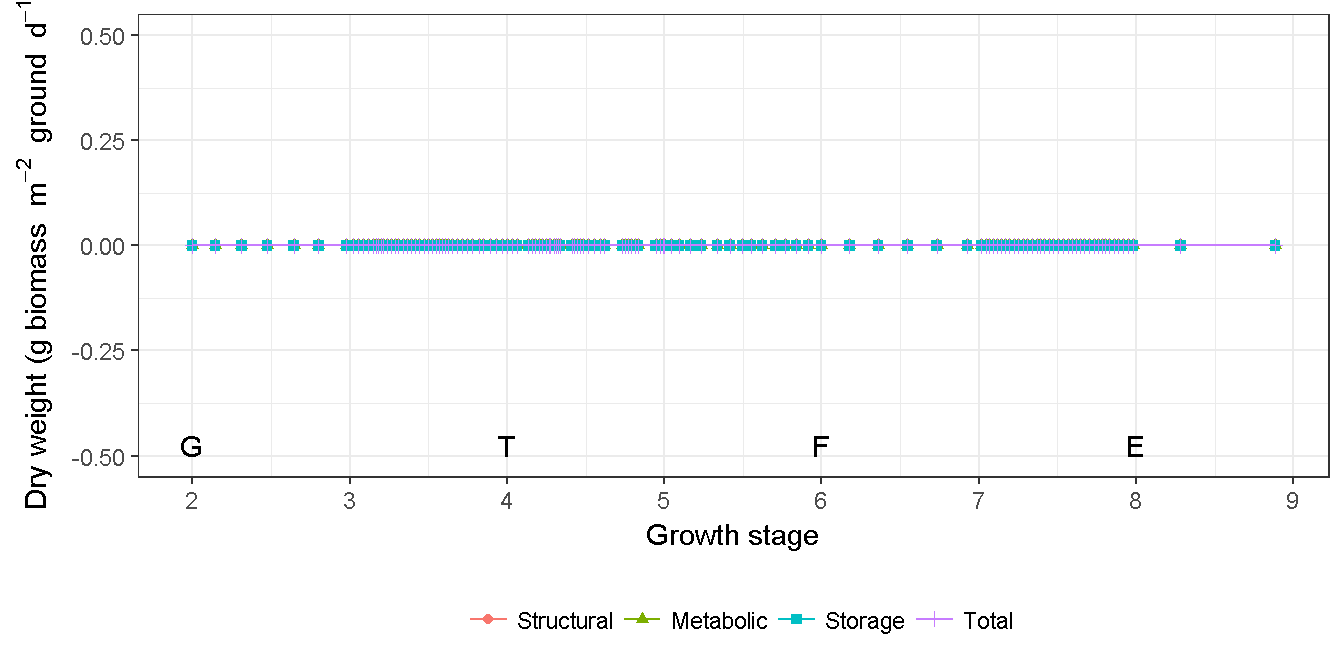 Dry weight (g biomass m⁻² ground d⁻¹
0.50
0.25
0.00
-0.25
-0.50
G T F E
2 3 4 5 6 7 8 9
Growth stage
Structural Metabolic Storage Total